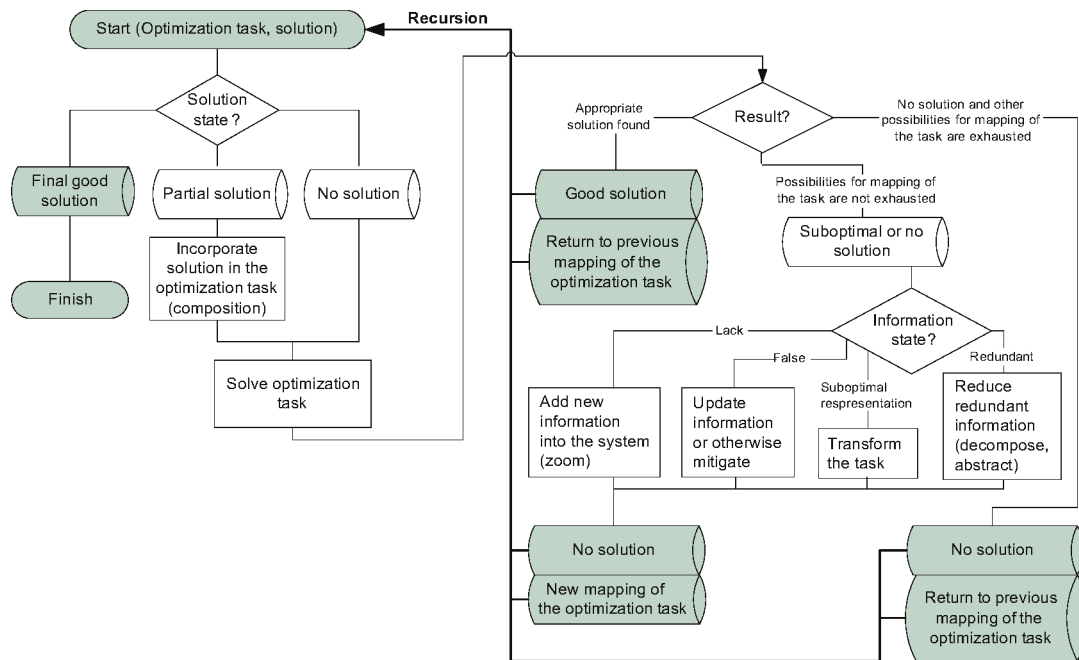 Start (Optimization task, solution)
Recursion
Solution
state?
Final good
solution
Partial solution
No solution
Incorporate
solution in the
optimization task
(composition)
Finish
Solve optimization
task
Result?
Appropriate
solution found
No solution and other
possibilities for mapping of
the task are exhausted
Good solution
Return to previous
mapping of the
optimization task
Possibilities for mapping of
the task are not exhausted
Suboptimal or no
solution
Information
state?
Lack
False
Suboptimal
respresentation
Redundant
Add new
information
into the system
(zoom)
Update
information
or otherwise
mitigate
Transform
the task
Reduce
redundant
information
(decompose,
abstract)
No solution
New mapping of
the optimization task
No solution
Return to previous
mapping of the
optimization task